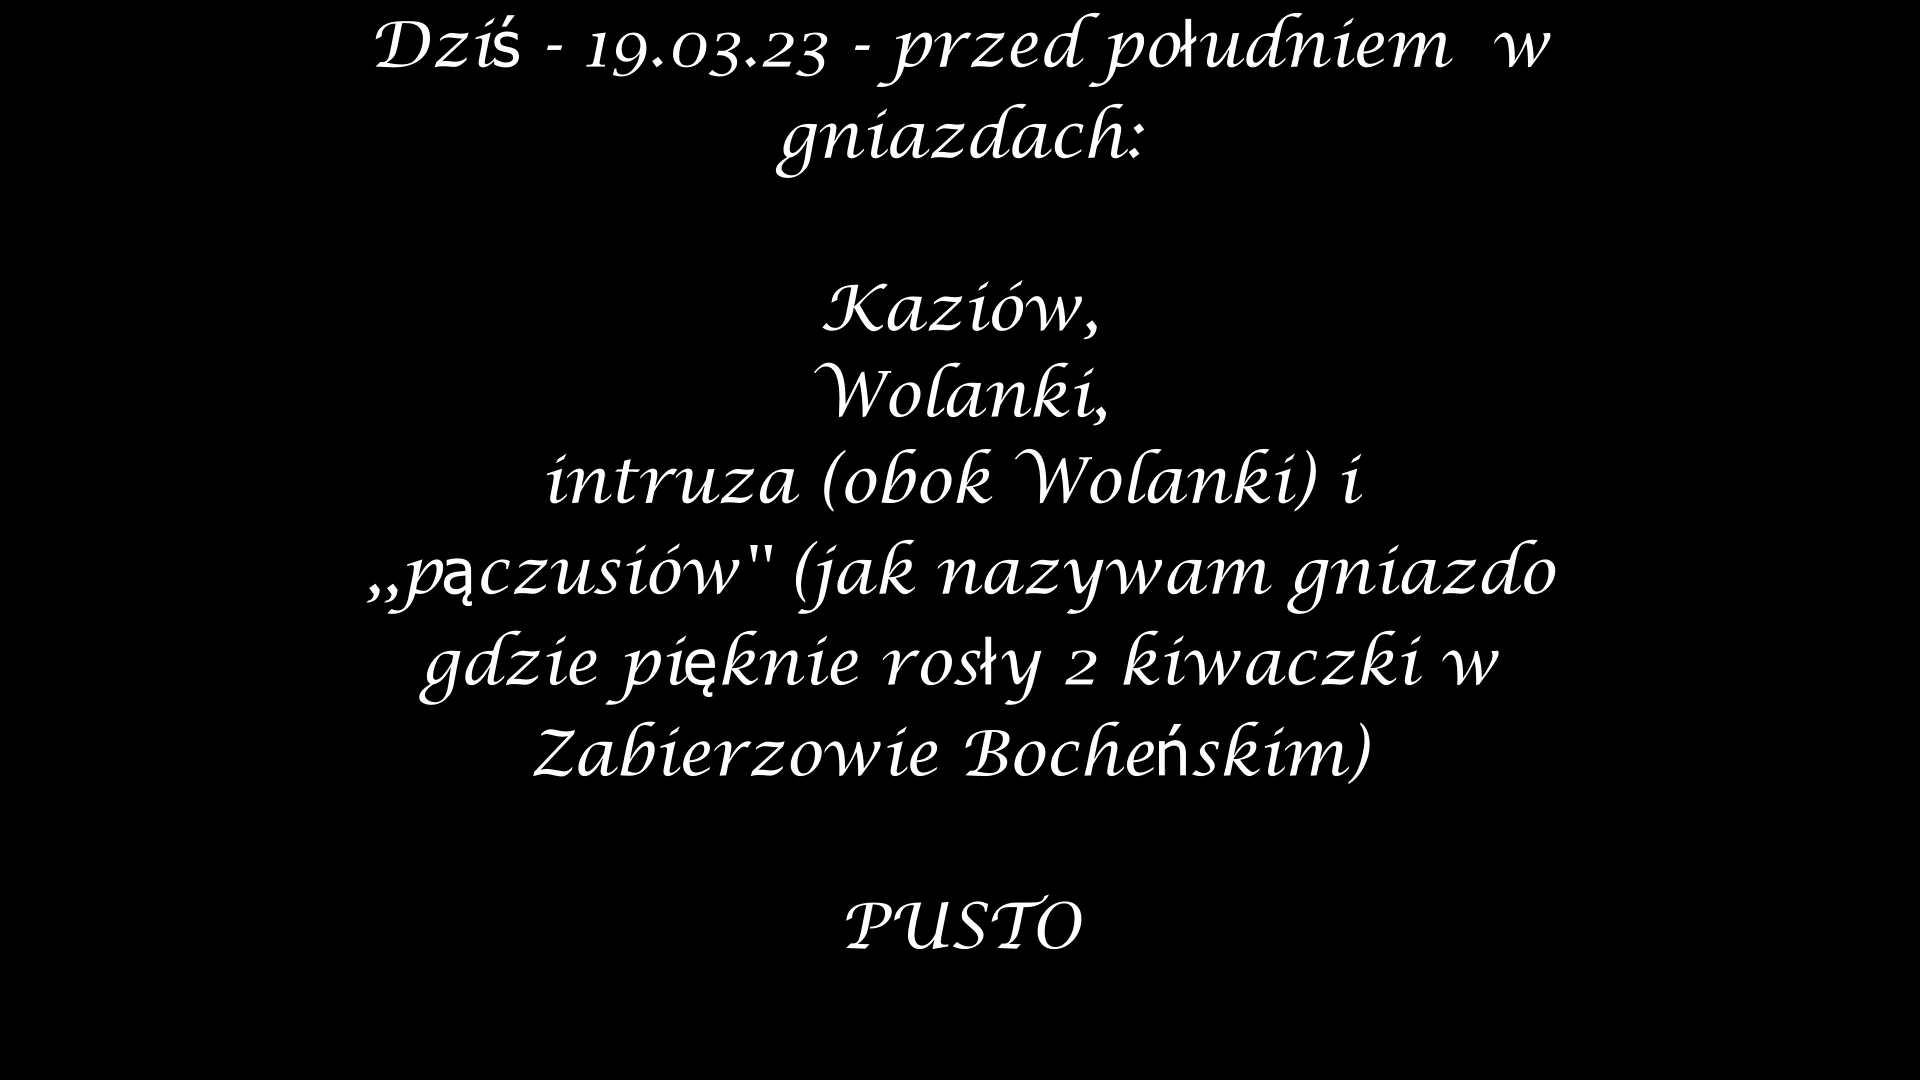 Dziś - 19.03.23 - przed południem  w
gniazdach:
Kaziów,
Wolanki,
intruza (obok Wolanki) i
,,pączusiów" (jak nazywam gniazdo
gdzie pięknie rosły 2 kiwaczki w
Zabierzowie Bocheńskim)
PUSTO